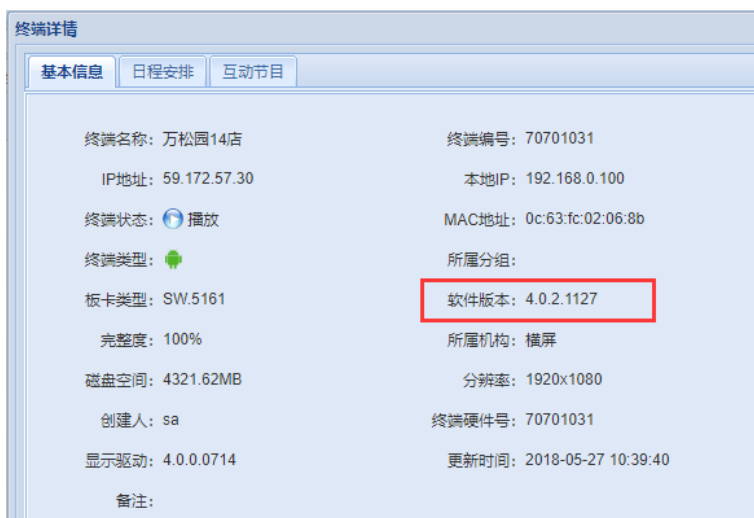 终端详情
基本信息 日程安排 互动节目
终端名称: 万松园14店 终端编号: 70701031
IP地址: 59.172.57.30 本地IP: 192.168.0.100
终端状态: 播放 MAC地址: 0c:63:fc:02:06:8b
终端类型: 所属分组:
板卡类型: SW.5161 软件版本: 4.0.2.1127
完整度: 100% 所属机构: 横屏
磁盘空间: 4321.62MB 分辨率: 1920x1080
创建人: sa 终端硬件号: 70701031
显示驱动: 4.0.0.0714 更新时间: 2018-05-27 10:39:40
备注: